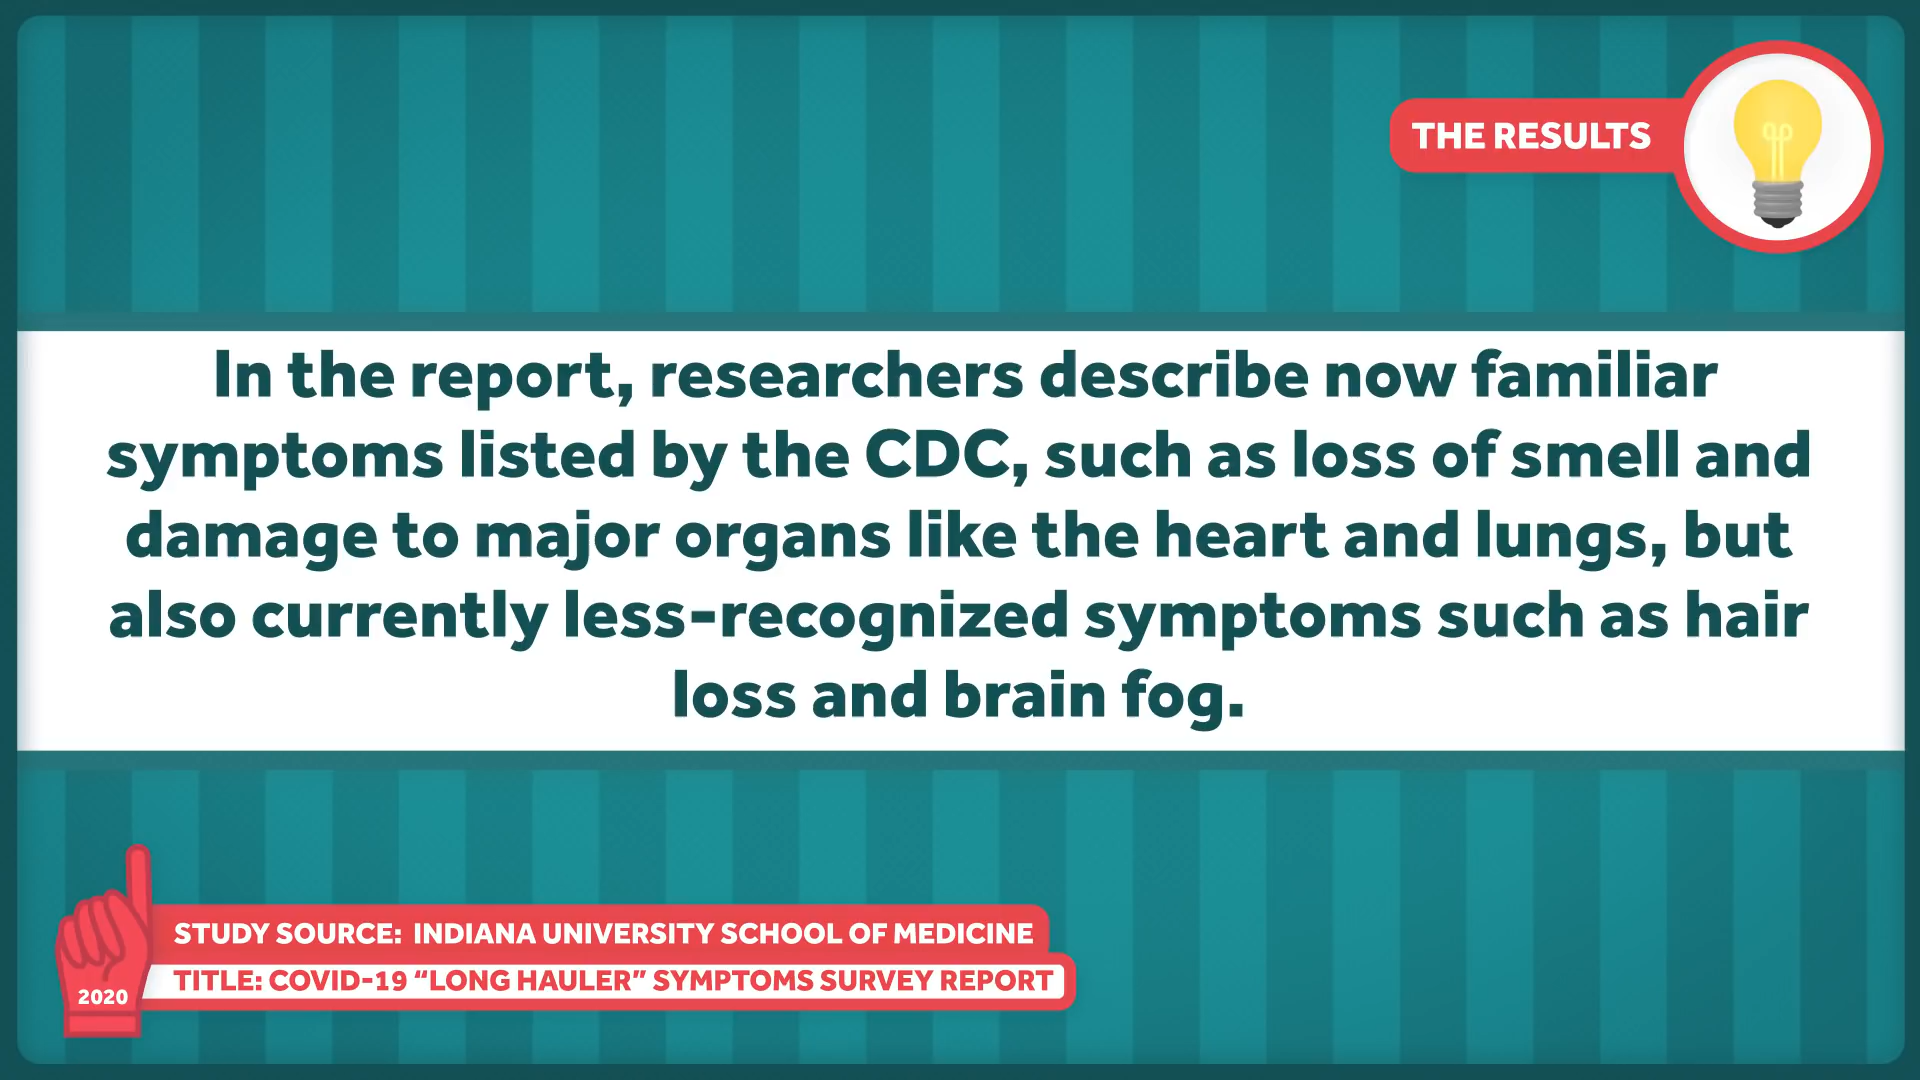 THE RESULTS
In the report, researchers describe now familiar
symptoms listed by the CDC, such as loss of smell and
damage to major organs like the heart and lungs, but
also currently less-recognized symptoms such as hair
loss and brain fog.
STUDY SOURCE: INDIANA UNIVERSITY SCHOOL OF MEDICINE
TITLE: COVID-19 “LONG HAULER” SYMPTOMS SURVEY REPORT
2020